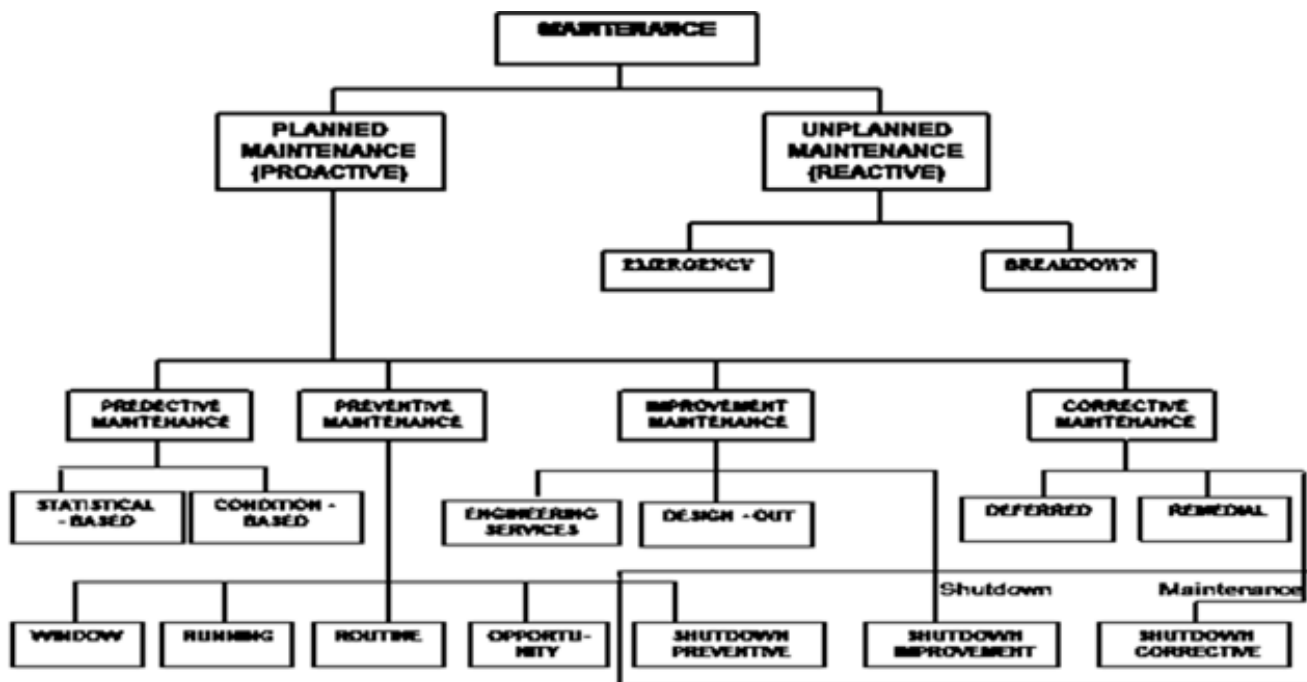 MAINTENANCE
PLANNED
MAINTENANCE
(PROACTIVE)
UNPLANNED
MAINTENANCE
(REACTIVE)
EMERGENCY
BREAKDOWN
PREDECTIVE
MAINTENANCE
PREVENTIVE
MAINTENANCE
IMPROVEMENT
MAINTENANCE
CORRECTIVE
MAINTENANCE
STATISTICAL
- BASED
CONDITION -
BASED
ENGINEERING
SERVICES
DESIGN - OUT
DEFERRED
REMEDIAL
Shutdown Maintenance
WINDOW
RUNNING
ROUTINE
OPPORTU-
NITY
SHUTDOWN
PREVENTIVE
SHUTDOWN
IMPROVEMENT
SHUTDOWN
CORRECTIVE